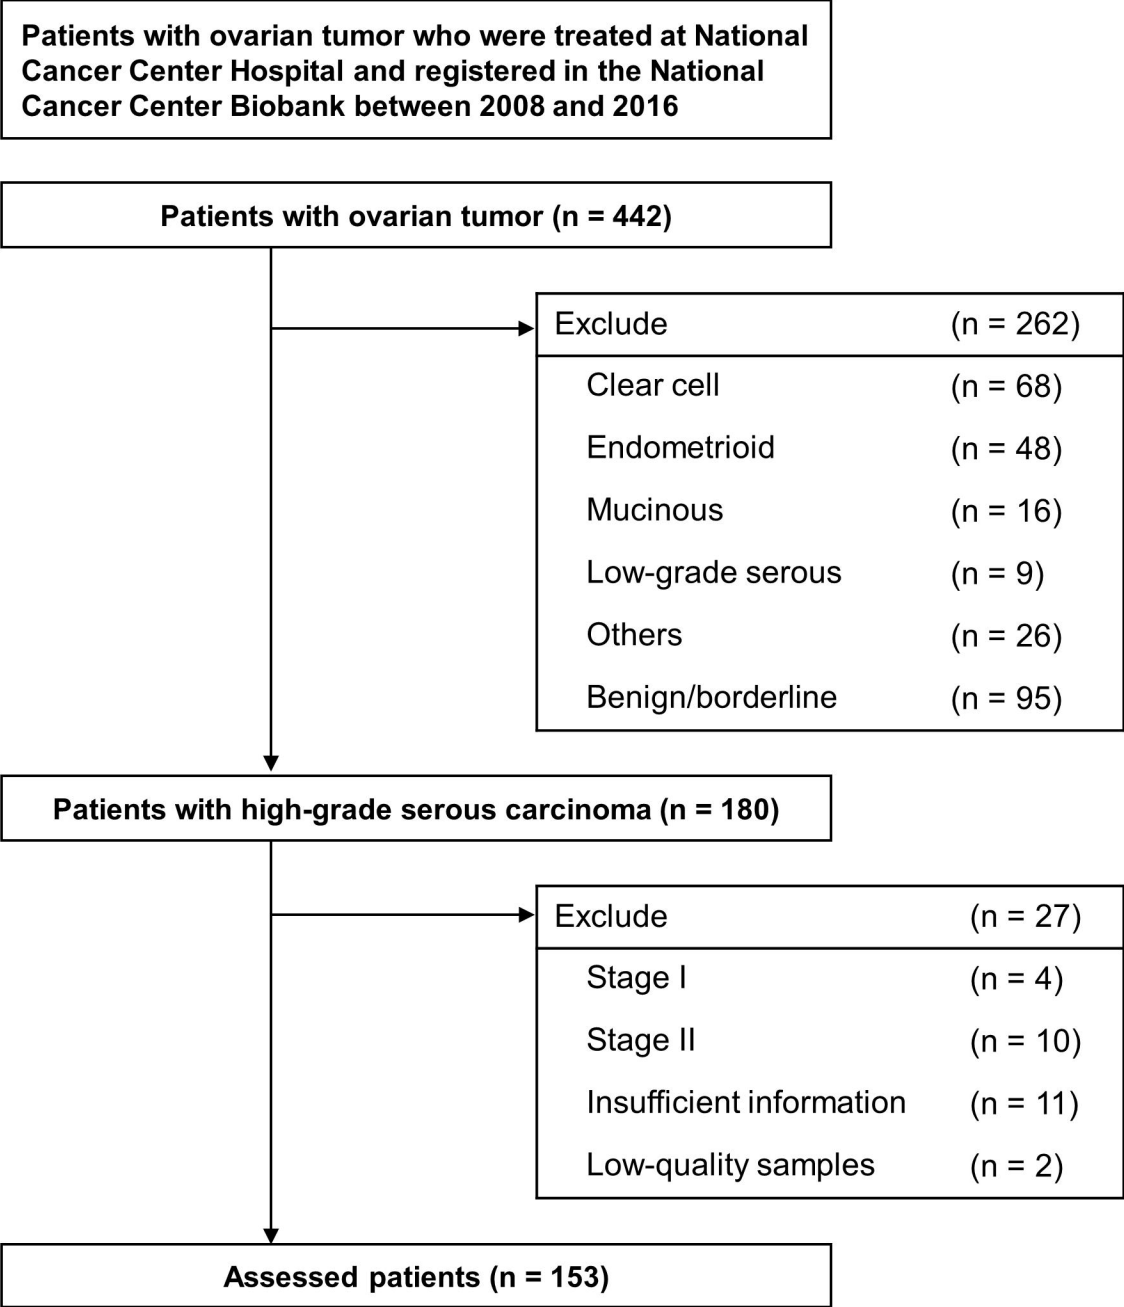 Patients with ovarian tumor who were treated at National
Cancer Center Hospital and registered in the National
Cancer Center Biobank between 2008 and 2016
Patients with ovarian tumor (n = 442)
Exclude (n = 262)
Clear cell (n = 68)
Endometrioid (n = 48)
Mucinous (n = 16)
Low-grade serous (n = 9)
Others (n = 26)
Benign/borderline (n = 95)
Patients with high-grade serous carcinoma (n = 180)
Exclude (n = 27)
Stage I (n = 4)
Stage II (n = 10)
Insufficient information (n = 11)
Low-quality samples (n = 2)
Assessed patients (n = 153)